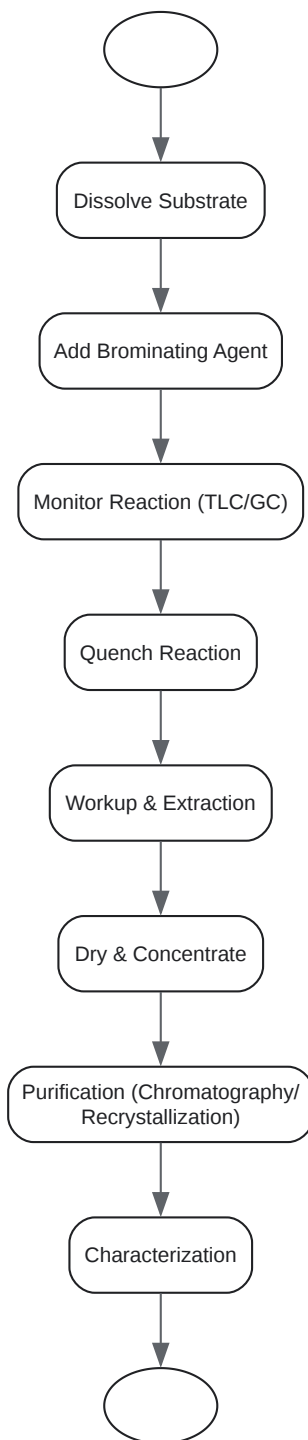 Dissolve Substrate
Add Brominating Agent
Monitor Reaction (TLC/GC)
Quench Reaction
Workup & Extraction
Dry & Concentrate
Purification (Chromatography/
Recrystallization)
Characterization